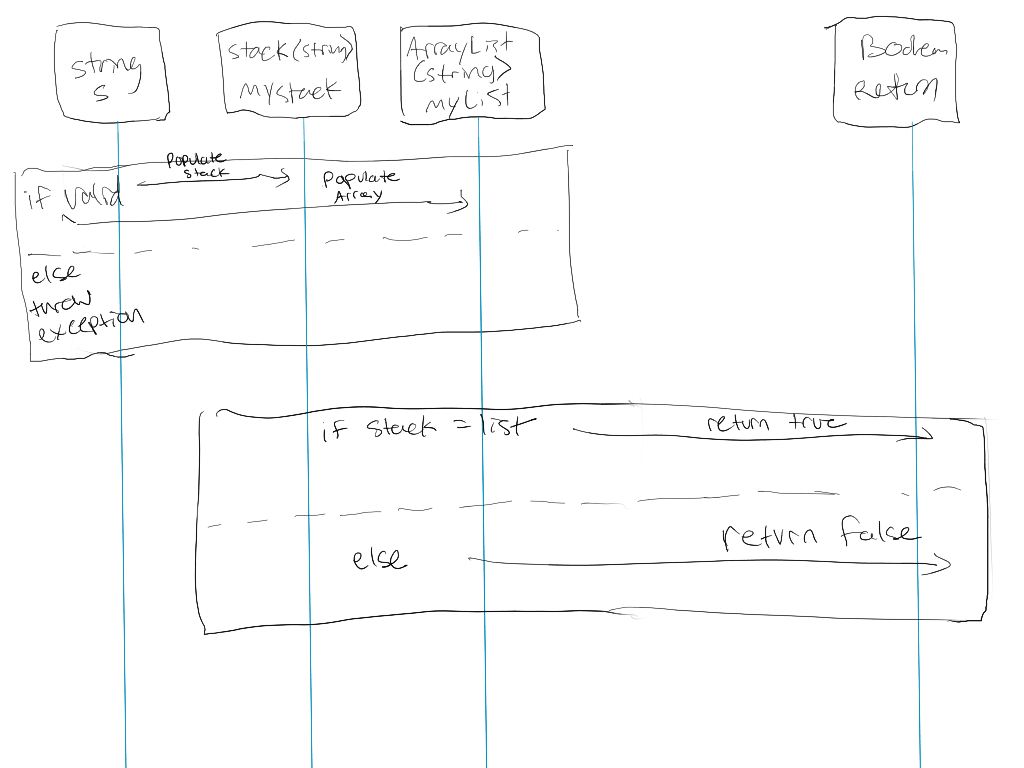 string
s
stack(string)
mystack
ArrayList
(string>
myList
Boolean
return
Populate
stack
if valid
Populate
Array
else
throw
exception
if stack = list
return true
return false
else